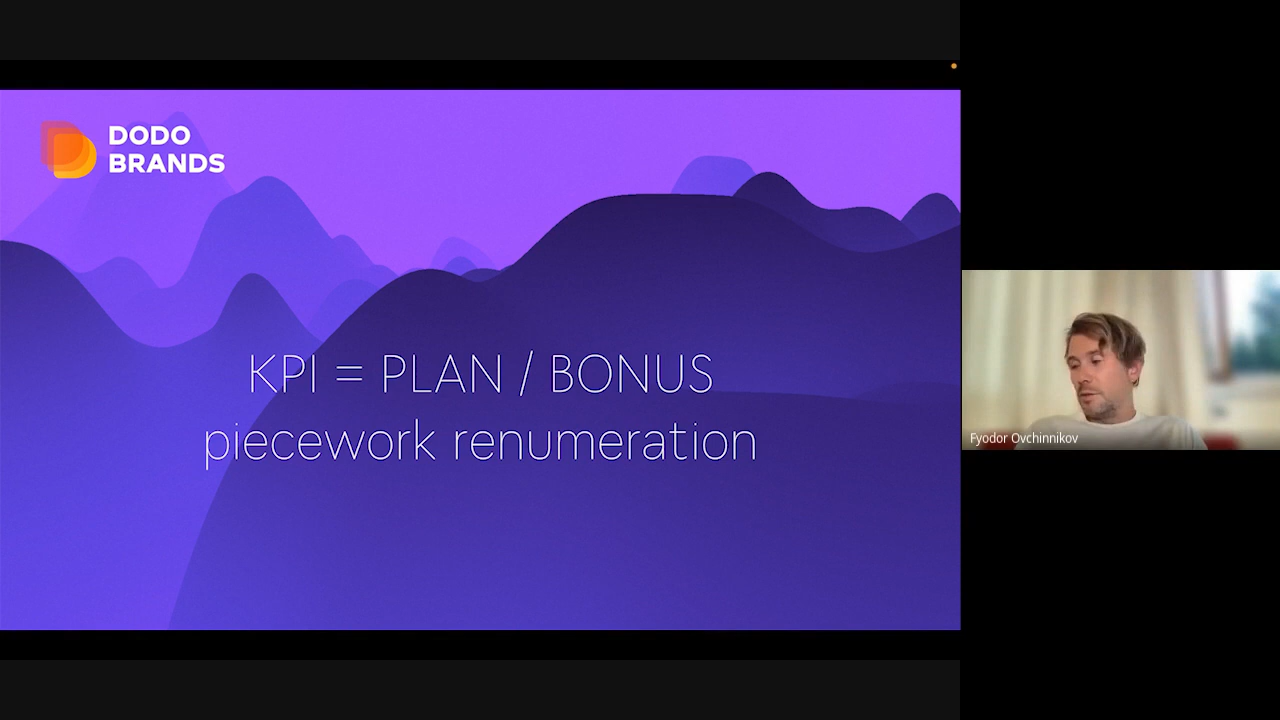 DODO
BRANDS
KPI = PLAN / BONUS
piecework renumeration
Fyodor Ovchinnikov